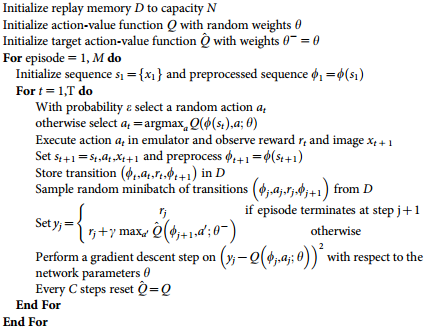 Initialize replay memory D to capacity N
Initialize action-value function Q with random weights θ
Initialize target action-value function Q̂ with weights θ⁻ = θ
For episode = 1, M do
Initialize sequence s₁ = {x₁} and preprocessed sequence ϕ₁ = ϕ(s₁)
For t = 1,T do
With probability ε select a random action aₜ
otherwise select aₜ = argmaxₐ Q(ϕ(sₜ),a; θ)
Execute action aₜ in emulator and observe reward rₜ and image xₜ₊₁
Set sₜ₊₁ = sₜ,aₜ,xₜ₊₁ and preprocess ϕₜ₊₁ = ϕ(sₜ₊₁)
Store transition (ϕₜ,aₜ,rₜ,ϕₜ₊₁) in D
Sample random minibatch of transitions (ϕⱼ,aⱼ,rⱼ,ϕⱼ₊₁) from D
Set yⱼ = { rⱼ if episode terminates at step j+1
rⱼ + γ maxₐ′ Q̂(ϕⱼ₊₁,a′; θ⁻) otherwise
Perform a gradient descent step on (yⱼ − Q(ϕⱼ,aⱼ; θ))² with respect to the
network parameters θ
Every C steps reset Q̂ = Q
End For
End For